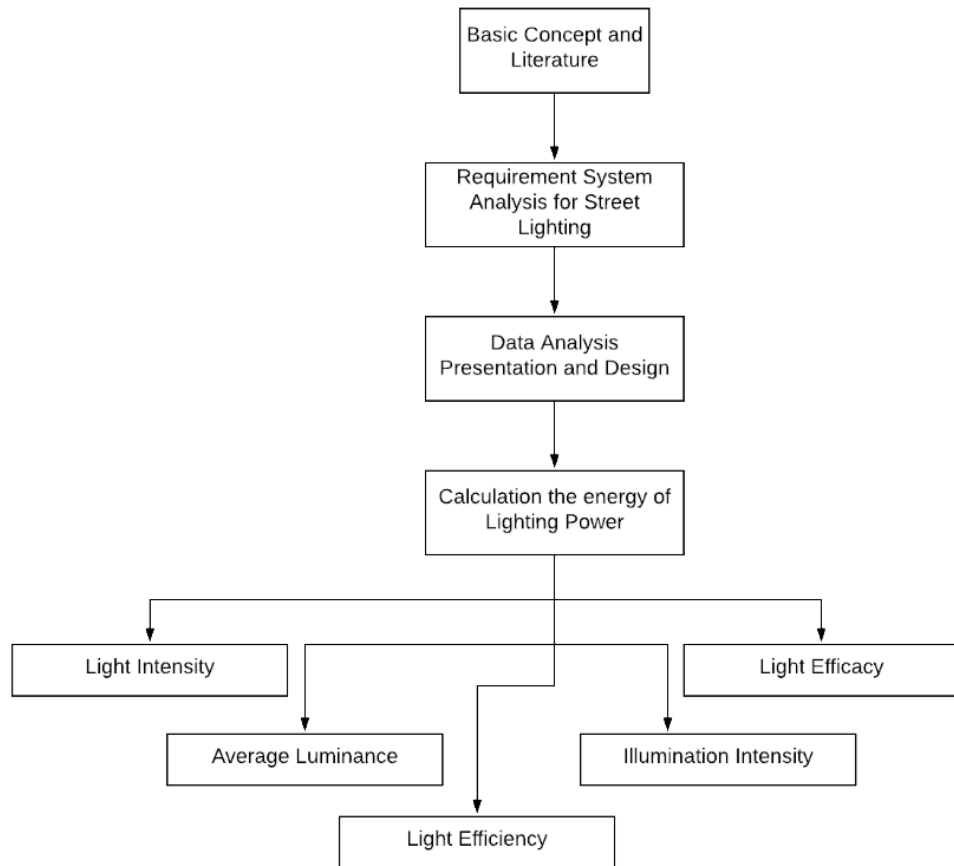 Basic Concept and
Literature
Requirement System
Analysis for Street
Lighting
Data Analysis
Presentation and Design
Calculation the energy of
Lighting Power
Light Intensity
Light Efficacy
Average Luminance
Illumination Intensity
Light Efficiency